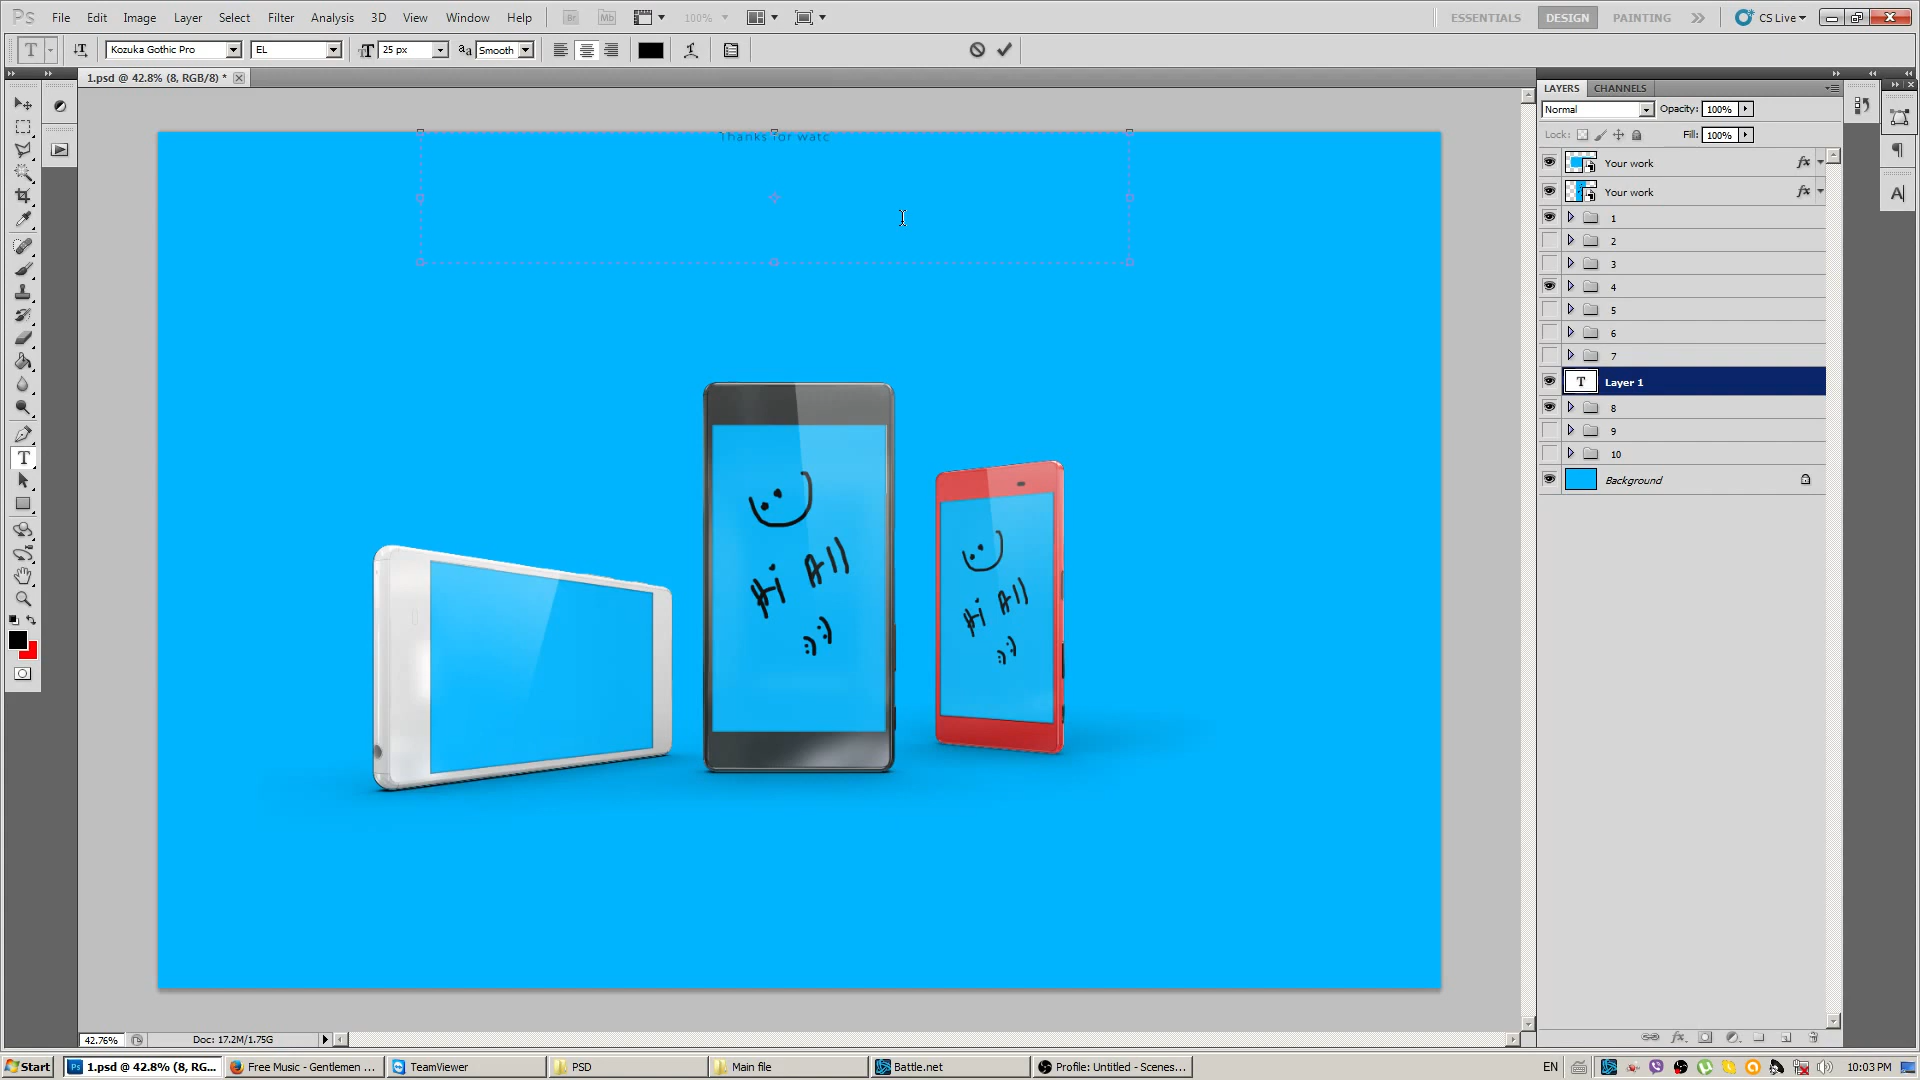 Ps File Edit Image Layer Select Filter Analysis 3D View Window Help Br Mb 100% ESSENTIALS DESIGN PAINTING CS Live
T Kozuka Gothic Pro EL 25 px Smooth
1.psd @ 42.8% (8, RGB/8) *
LAYERS CHANNELS
Normal Opacity: 100%
Lock: Fill: 100%
Your work fx
Your work fx
1
2
3
4
5
6
7
T Layer 1
8
9
10
Background
Thanks for watc
Hi All
:) :)
Hi All
:) :)
42.76% Doc: 17.2M/1.75G
Start 1.psd @ 42.8% (8, RG... Free Music - Gentlemen ... TeamViewer PSD Main file Battle.net Profile: Untitled - Scenes... EN 10:03 PM